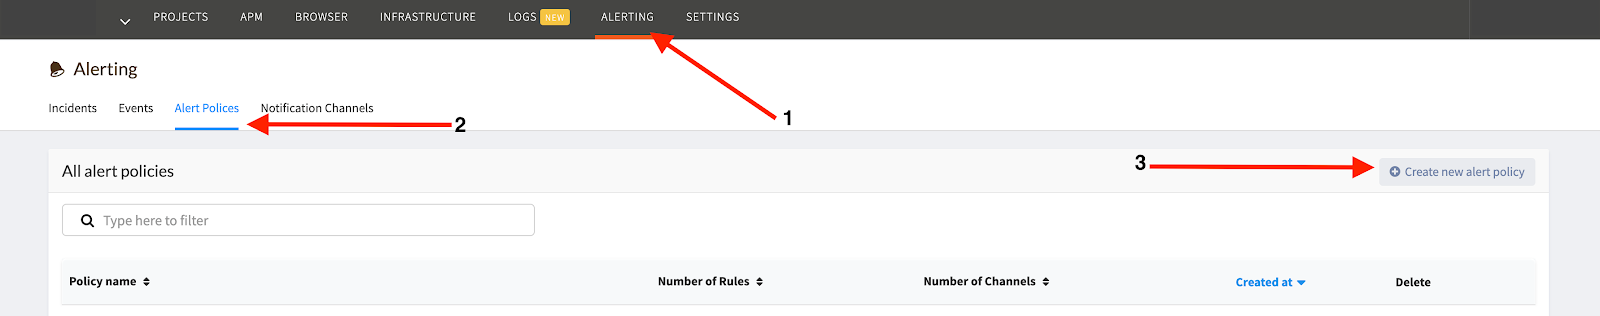 PROJECTS APM BROWSER INFRASTRUCTURE LOGS NEW ALERTING SETTINGS
Alerting
Incidents Events Alert Polices Notification Channels
1
2
3
All alert policies Create new alert policy
Type here to filter
Policy name Number of Rules Number of Channels Created at Delete